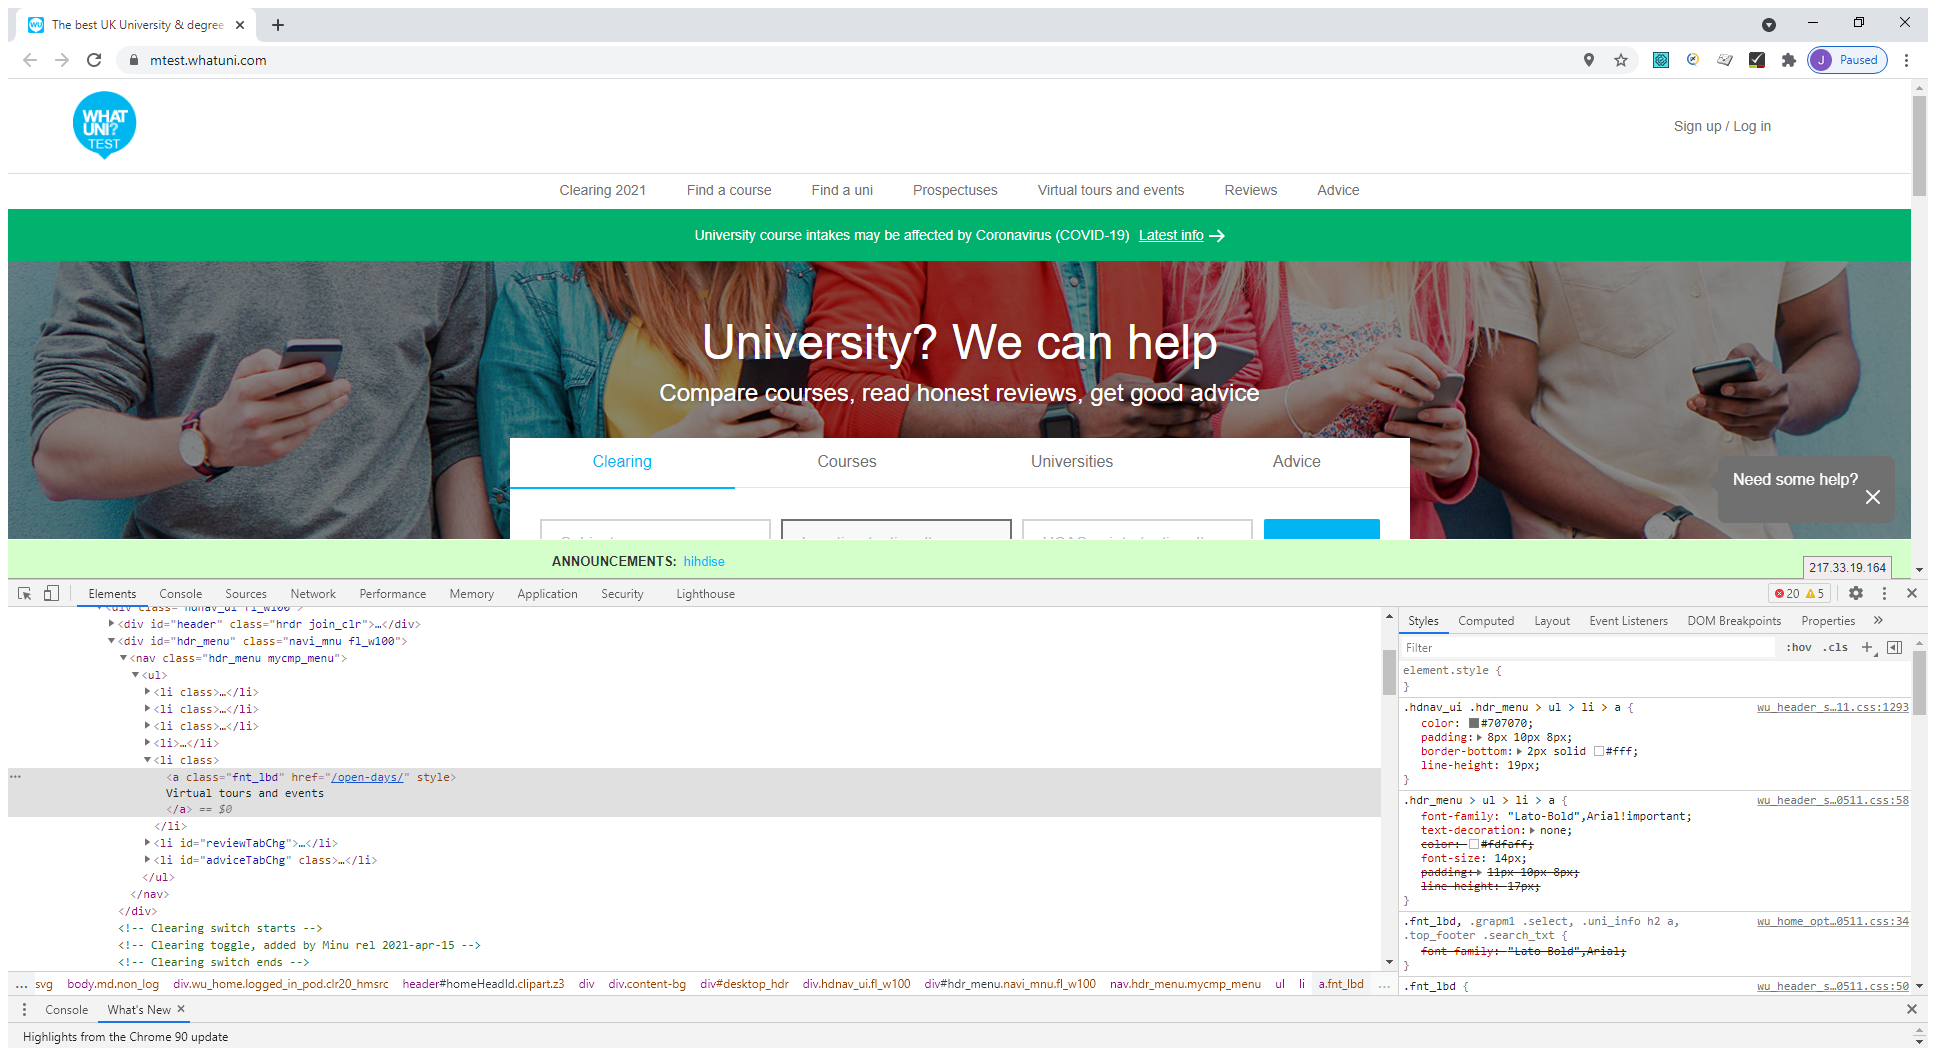 The best UK University & degree
mtest.whatuni.com
J Paused
WHAT
UNI?
TEST
Sign up / Log in
Clearing 2021 Find a course Find a uni Prospectuses Virtual tours and events Reviews Advice
University course intakes may be affected by Coronavirus (COVID-19) Latest info
University? We can help
Compare courses, read honest reviews, get good advice
Clearing Courses Universities Advice
Need some help?
ANNOUNCEMENTS: hihdise
217.33.19.164
Elements Console Sources Network Performance Memory Application Security Lighthouse 20 5
<div class="hdnav_ui fl_w100">
<div id="header" class="hrdr join_clr">…</div>
<div id="hdr_menu" class="navi_mnu fl_w100">
<nav class="hdr_menu mycmp_menu">
<ul>
<li class>…</li>
<li class>…</li>
<li class>…</li>
<li>…</li>
<li class>
<a class="fnt_lbd" href="/open-days/" style>
Virtual tours and events
</a> == $0
</li>
<li id="reviewTabChg">…</li>
<li id="adviceTabChg" class>…</li>
</ul>
</nav>
</div>
<!-- Clearing switch starts -->
<!-- Clearing toggle, added by Minu rel 2021-apr-15 -->
<!-- Clearing switch ends -->
... svg body.md.non_log div.wu_home.logged_in_pod.clr20_hmsrc header#homeHeadId.clipart.z3 div div.content-bg div#desktop_hdr div.hdnav_ui.fl_w100 div#hdr_menu.navi_mnu.fl_w100 nav.hdr_menu.mycmp_menu ul li a.fnt_lbd ...
Styles Computed Layout Event Listeners DOM Breakpoints Properties
Filter :hov .cls
element.style {
}
.hdnav_ui .hdr_menu > ul > li > a { wu_header_s…11.css:1293
color: #707070;
padding: 8px 10px 8px;
border-bottom: 2px solid #fff;
line-height: 19px;
}
.hdr_menu > ul > li > a { wu_header_s…0511.css:58
font-family: "Lato-Bold",Arial!important;
text-decoration: none;
color: #fdfaff;
font-size: 14px;
padding: 11px 10px 8px;
line-height: 17px;
}
.fnt_lbd, .grapm1 .select, .uni_info h2 a, wu_home_opt…0511.css:34
.top_footer .search_txt {
font-family: "Lato-Bold",Arial;
}
.fnt_lbd { wu_header_s…0511.css:50
Console What's New
Highlights from the Chrome 90 update